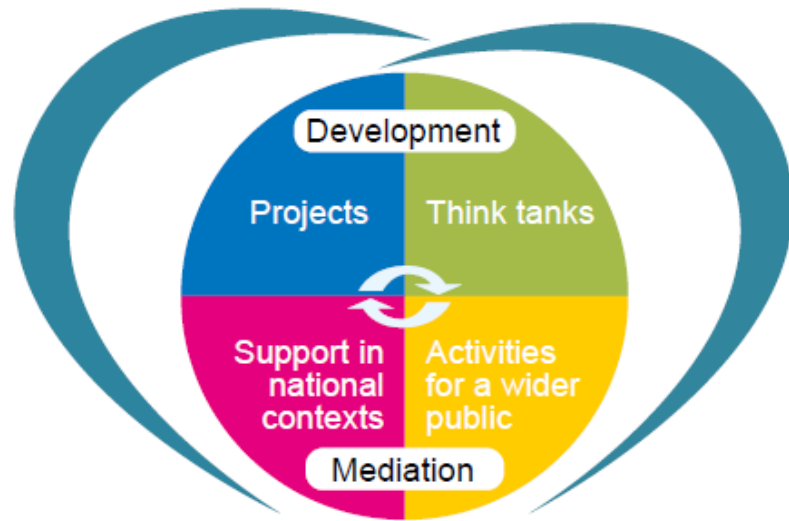 Development
Projects
Think tanks
Support in
national
contexts
Activities
for a wider
public
Mediation